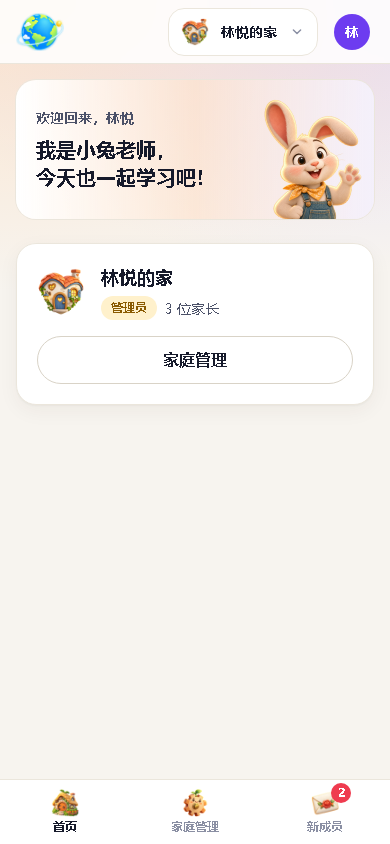 林悦的家
林
欢迎回来，林悦
我是小兔老师，
今天也一起学习吧！
林悦的家
管理员
3 位家长
家庭管理
首页
家庭管理
新成员
2